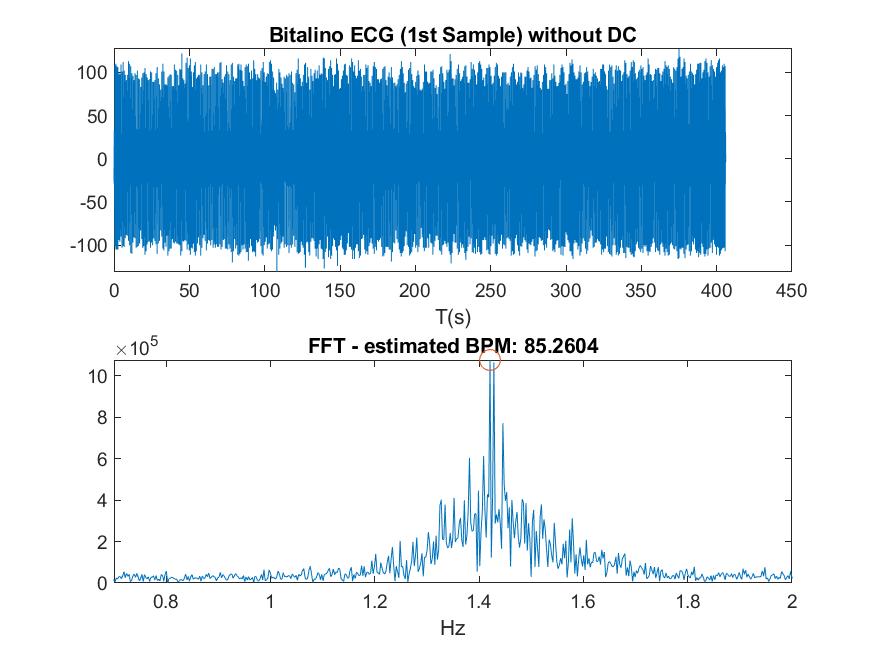 Bitalino ECG (1st Sample) without DC
100
50
0
-50
-100
0 50 100 150 200 250 300 350 400 450
T(s)
FFT - estimated BPM: 85.2604
×10^5
10
8
6
4
2
0
0.8 1 1.2 1.4 1.6 1.8 2
Hz